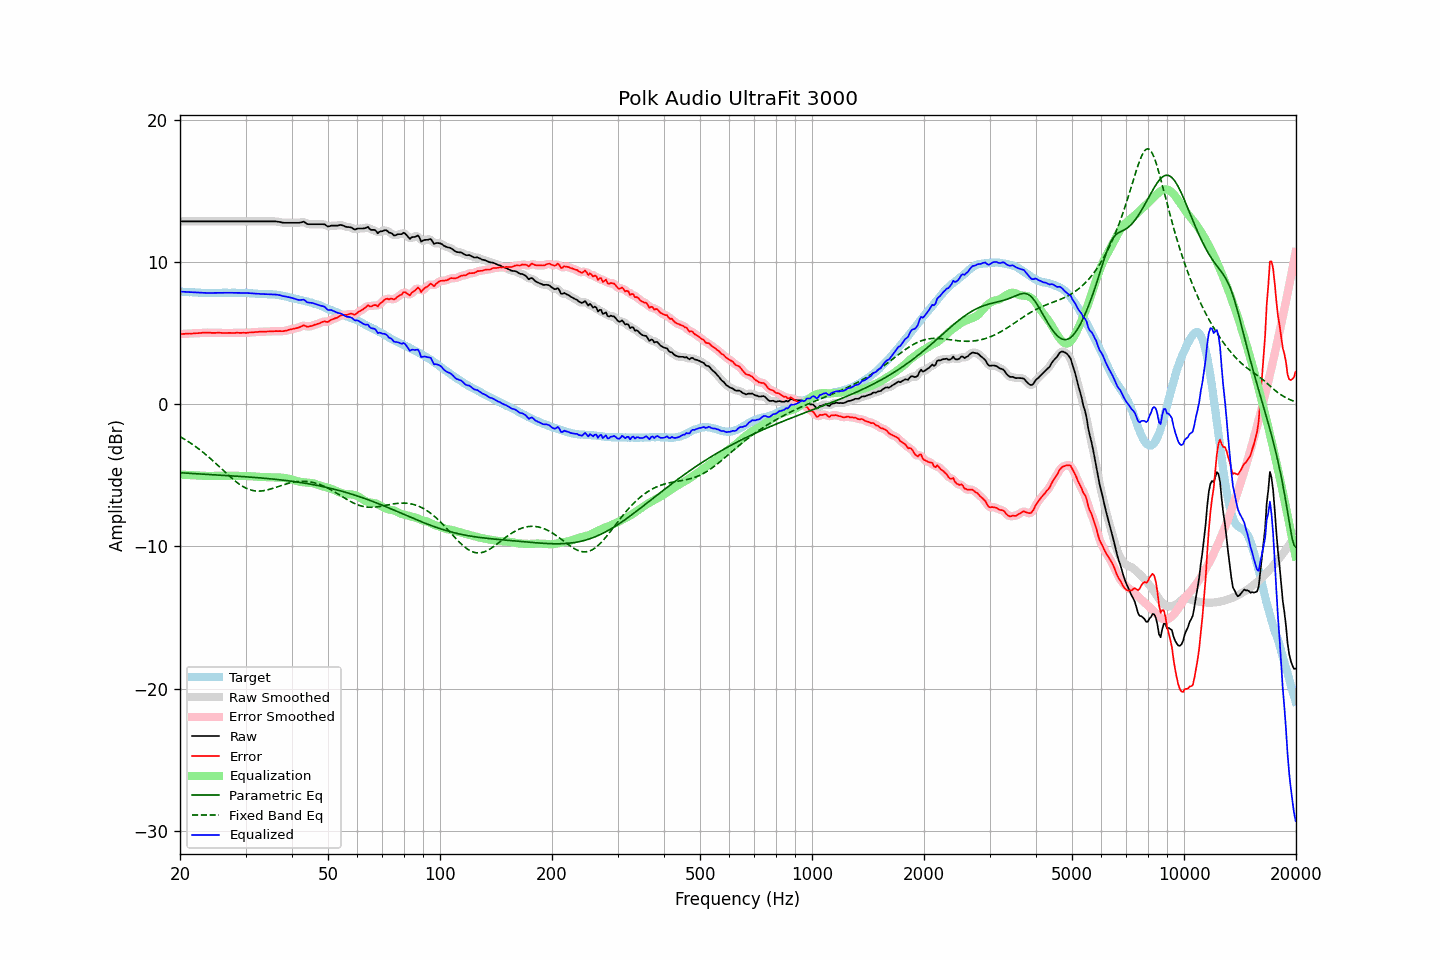 Polk Audio UltraFit 3000
Amplitude (dBr)
20
10
0
−10
−20
−30
Target
Raw Smoothed
Error Smoothed
Raw
Error
Equalization
Parametric Eq
Fixed Band Eq
Equalized
20 50 100 200 500 1000 2000 5000 10000 20000
Frequency (Hz)